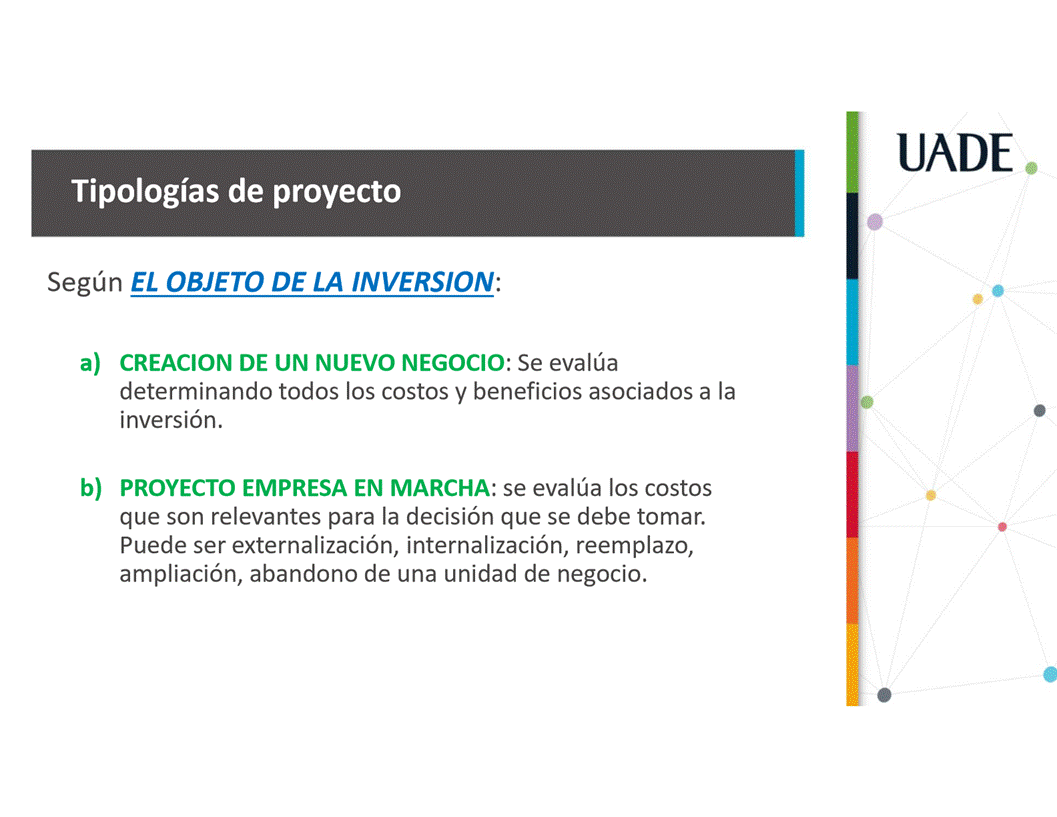 UADE
Tipologías de proyecto
Según EL OBJETO DE LA INVERSION:
a) CREACION DE UN NUEVO NEGOCIO: Se evalúa
determinando todos los costos y beneficios asociados a la
inversión.
b) PROYECTO EMPRESA EN MARCHA: se evalúa los costos
que son relevantes para la decisión que se debe tomar.
Puede ser externalización, internalización, reemplazo,
ampliación, abandono de una unidad de negocio.